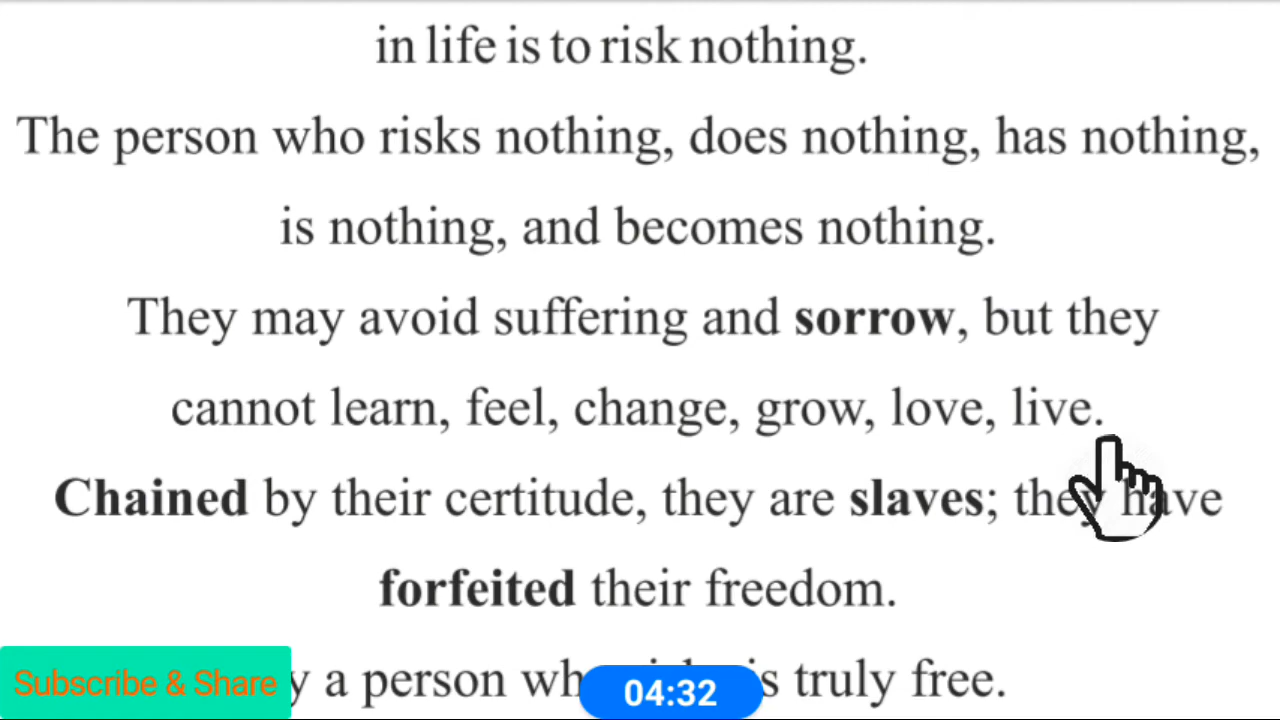 in life is to risk nothing.
The person who risks nothing, does nothing, has nothing,
is nothing, and becomes nothing.
They may avoid suffering and sorrow, but they
cannot learn, feel, change, grow, love, live.
Chained by their certitude, they are slaves; they have
forfeited their freedom.
a person truly free.
Subscribe & Share
04:32